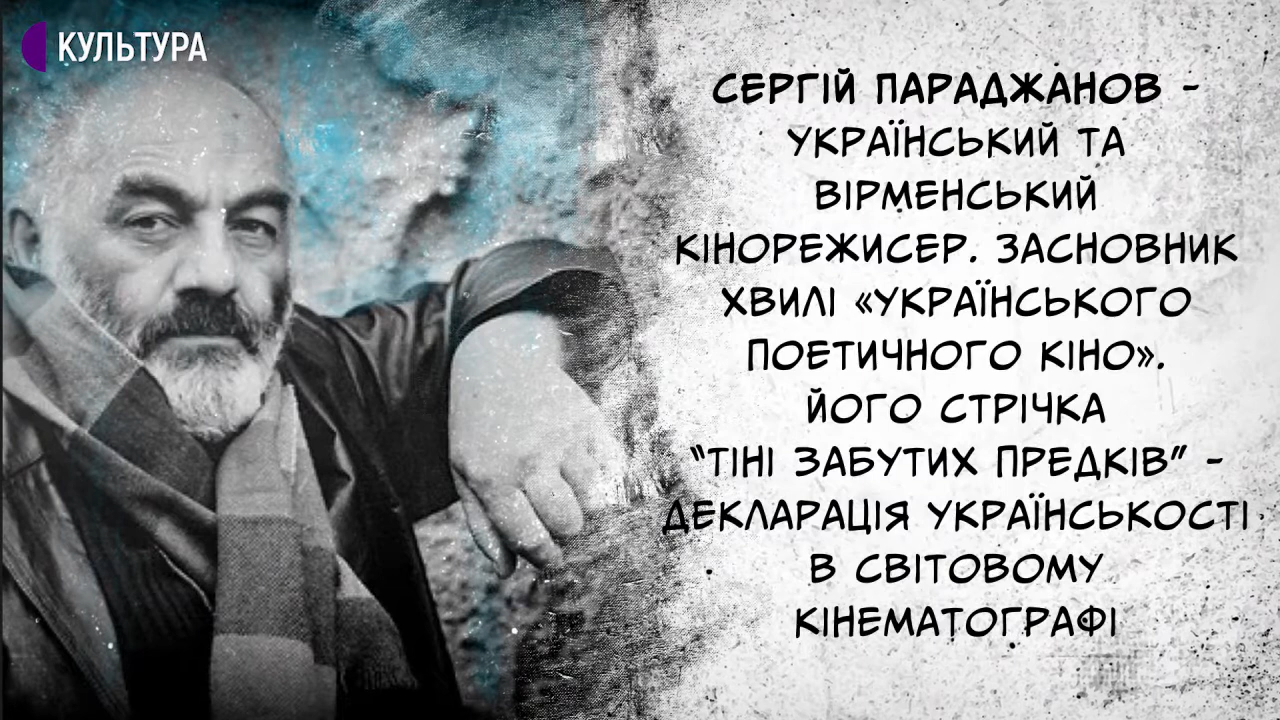 КУЛЬТУРА
СЕРГІЙ ПАРАДЖАНОВ -
УКРАЇНСЬКИЙ ТА
ВІРМЕНСЬКИЙ
КІНОРЕЖИСЕР. ЗАСНОВНИК
ХВИЛІ «УКРАЇНСЬКОГО
ПОЕТИЧНОГО КІНО».
ЙОГО СТРІЧКА
"ТІНІ ЗАБУТИХ ПРЕДКІВ" -
ДЕКЛАРАЦІЯ УКРАЇНСЬКОСТІ
В СВІТОВОМУ
КІНЕМАТОГРАФІ